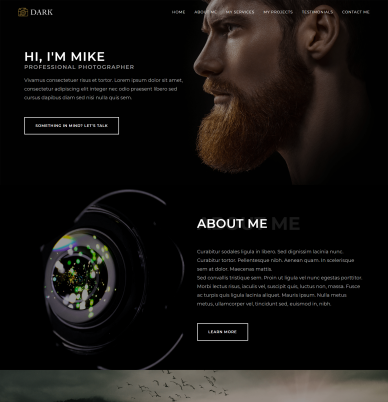 DARK
HOME ABOUT ME MY SERVICES MY PROJECTS TESTIMONIALS CONTACT ME
HI, I'M MIKE
PROFESSIONAL PHOTOGRAPHER
Vivamus consectetuer risus et tortor. Lorem ipsum dolor sit amet,
consectetur adipiscing elit integer nec odio praesent libero sed
cursus dapibus diam sed nisi nulla quis sem.
SOMETHING IN MIND? LET'S TALK
ABOUT ME ME
Curabitur sodales ligula in libero. Sed dignissim lacinia nunc.
Curabitur tortor. Pellentesque nibh. Aenean quam. In scelerisque
sem at dolor. Maecenas mattis.
Sed convallis tristique sem. Proin ut ligula vel nunc egestas porttitor.
Morbi lectus risus, iaculis vel, suscipit quis, luctus non, massa. Fusce
ac turpis quis ligula lacinia aliquet. Mauris ipsum. Nulla metus
metus, ullamcorper vel, tincidunt sed, euismod in, nibh.
LEARN MORE